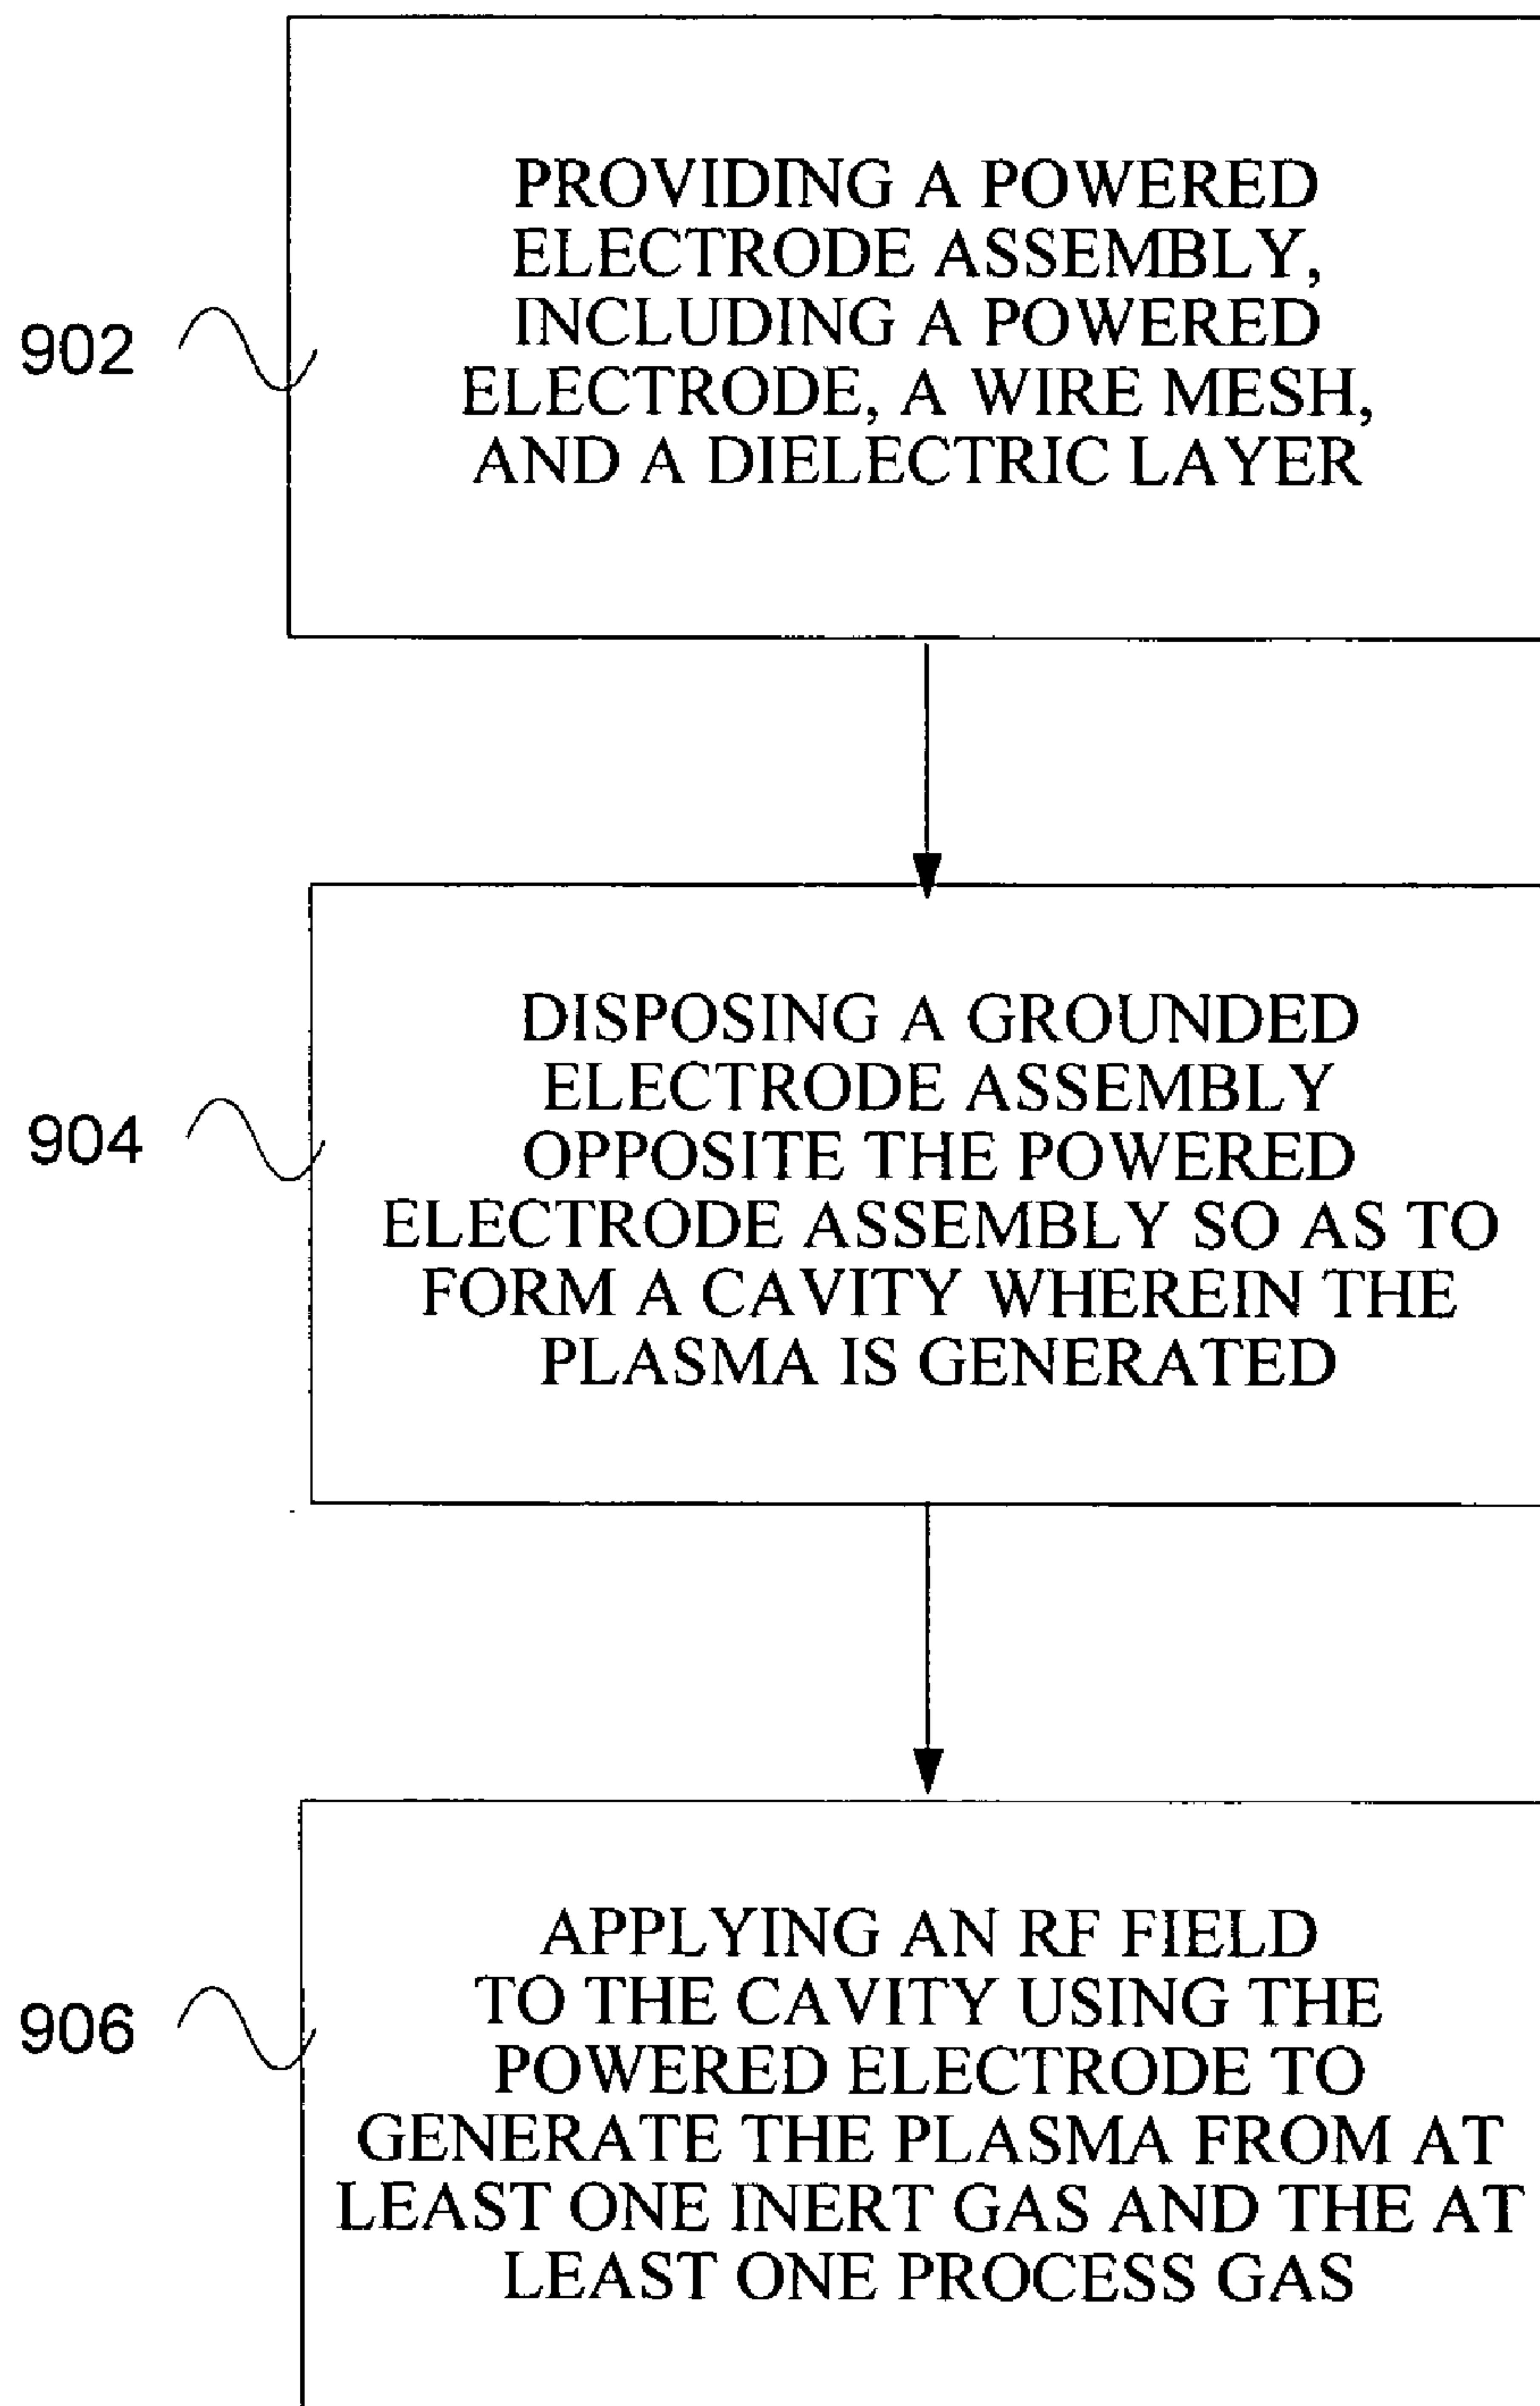 PROVIDING A POWERED
ELECTRODE ASSEMBLY,
INCLUDING A POWERED
ELECTRODE, A WIRE MESH,
AND A DIELECTRIC LAYER
902
DISPOSING A GROUNDED
ELECTRODE ASSEMBLY
OPPOSITE THE POWERED
ELECTRODE ASSEMBLY SO AS TO
FORM A CAVITY WHEREIN THE
PLASMA IS GENERATED
904
APPLYING AN RF FIELD
TO THE CAVITY USING THE
POWERED ELECTRODE TO
GENERATE THE PLASMA FROM AT
LEAST ONE INERT GAS AND THE AT
LEAST ONE PROCESS GAS
906